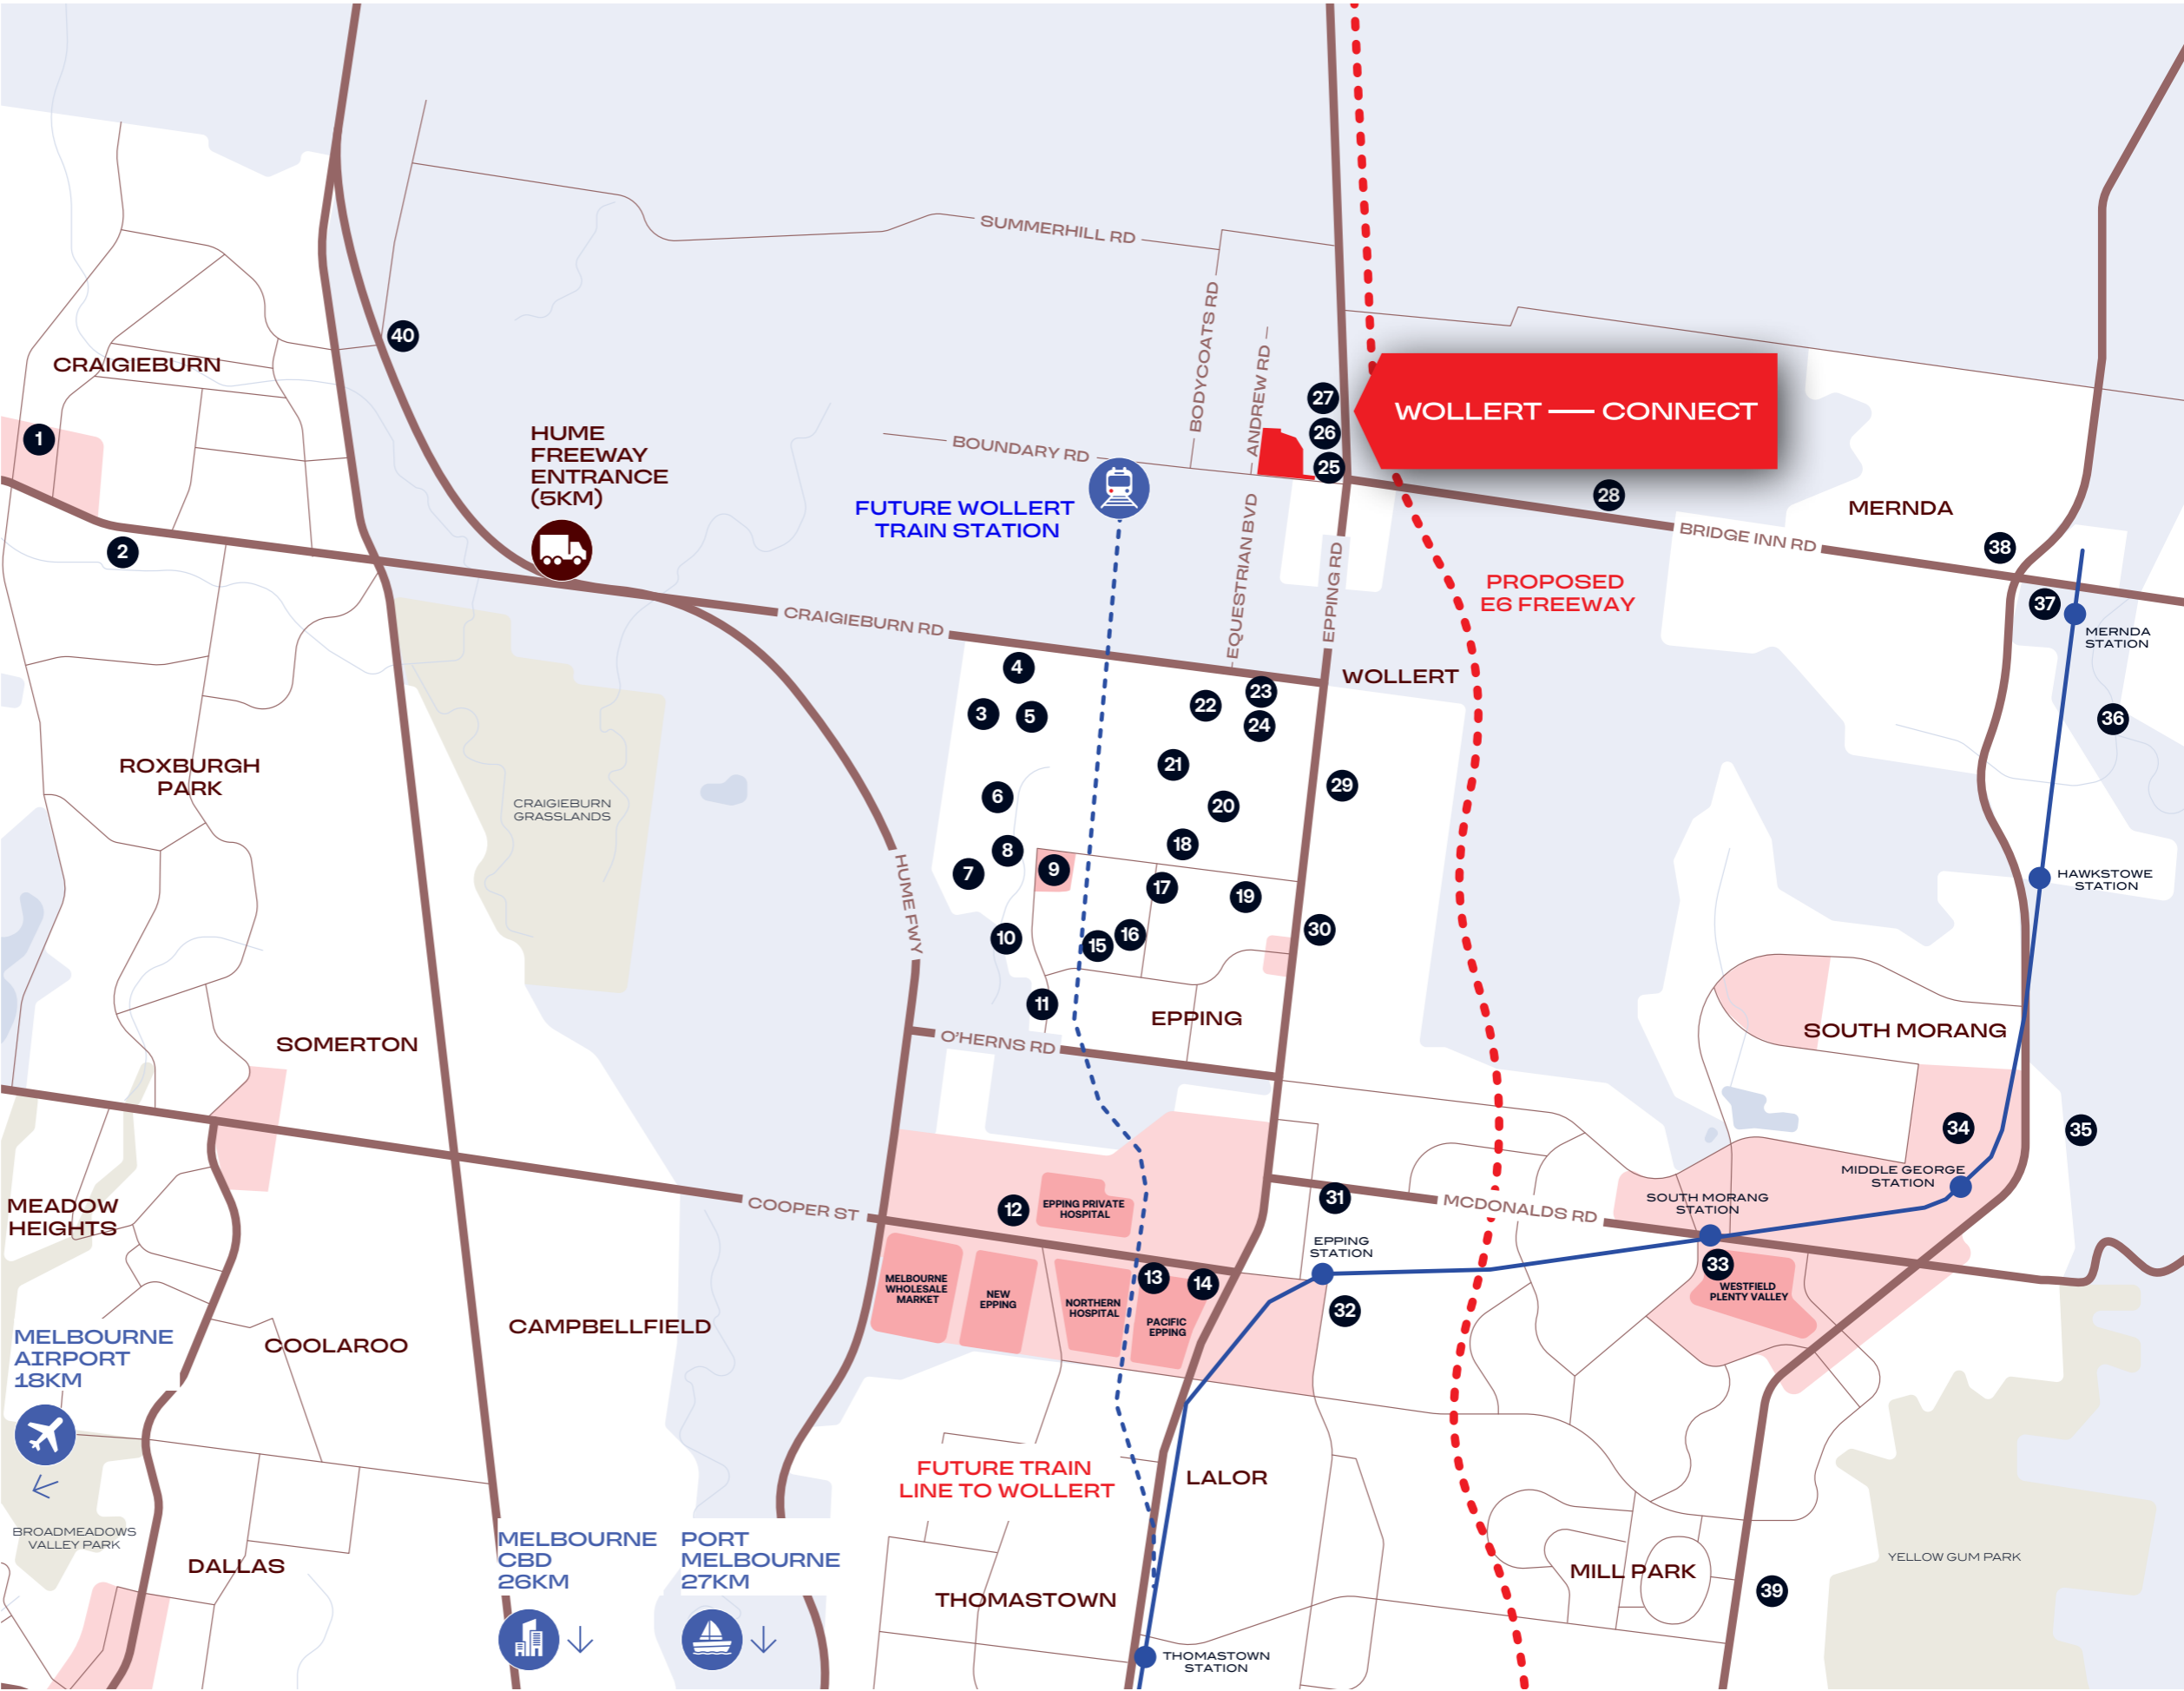 SUMMERHILL RD
BODYCOATS RD
ANDREW RD
40
CRAIGIEBURN
27
WOLLERT — CONNECT
26
1
HUME
FREEWAY
ENTRANCE
(5KM)
BOUNDARY RD
25
28
FUTURE WOLLERT
TRAIN STATION
MERNDA
2
EQUESTRIAN BVD
EPPING RD
BRIDGE INN RD
38
PROPOSED
E6 FREEWAY
37
MERNDA
STATION
CRAIGIEBURN RD
4
WOLLERT
3
5
22
23
24
36
ROXBURGH
PARK
21
29
6
20
CRAIGIEBURN
GRASSLANDS
18
8
7
9
17
19
HAWKSTOWE
STATION
HUME FWY
10
15
16
30
11
EPPING
SOUTH MORANG
SOMERTON
O'HERNS RD
34
35
MIDDLE GEORGE
STATION
MEADOW
HEIGHTS
COOPER ST
12
EPPING PRIVATE
HOSPITAL
31
MCDONALDS RD
SOUTH MORANG
STATION
EPPING
STATION
33
WESTFIELD
PLENTY VALLEY
MELBOURNE
WHOLESALE
MARKET
NEW
EPPING
NORTHERN
HOSPITAL
13
14
PACIFIC
EPPING
32
MELBOURNE
AIRPORT
18KM
COOLAROO
CAMPBELLFIELD
FUTURE TRAIN
LINE TO WOLLERT
LALOR
BROADMEADOWS
VALLEY PARK
DALLAS
MELBOURNE
CBD
26KM
PORT
MELBOURNE
27KM
THOMASTOWN
MILL PARK
39
YELLOW GUM PARK
THOMASTOWN
STATION